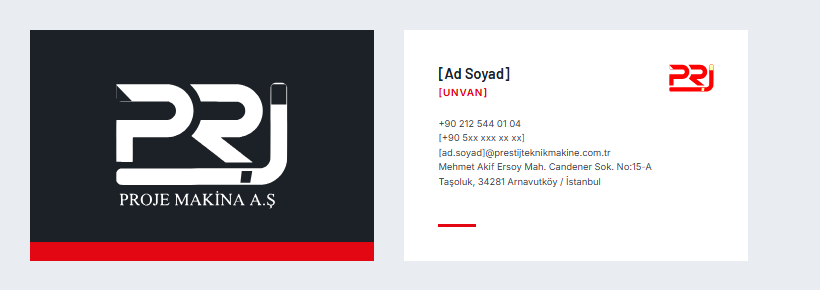 PRJ
PROJE MAKİNA A.Ş
[Ad Soyad]
[UNVAN]
PRJ
+90 212 544 01 04
[+90 5xx xxx xx xx]
[ad.soyad]@prestijteknikmakine.com.tr
Mehmet Akif Ersoy Mah. Candener Sok. No:15-A
Taşoluk, 34281 Arnavutköy / İstanbul